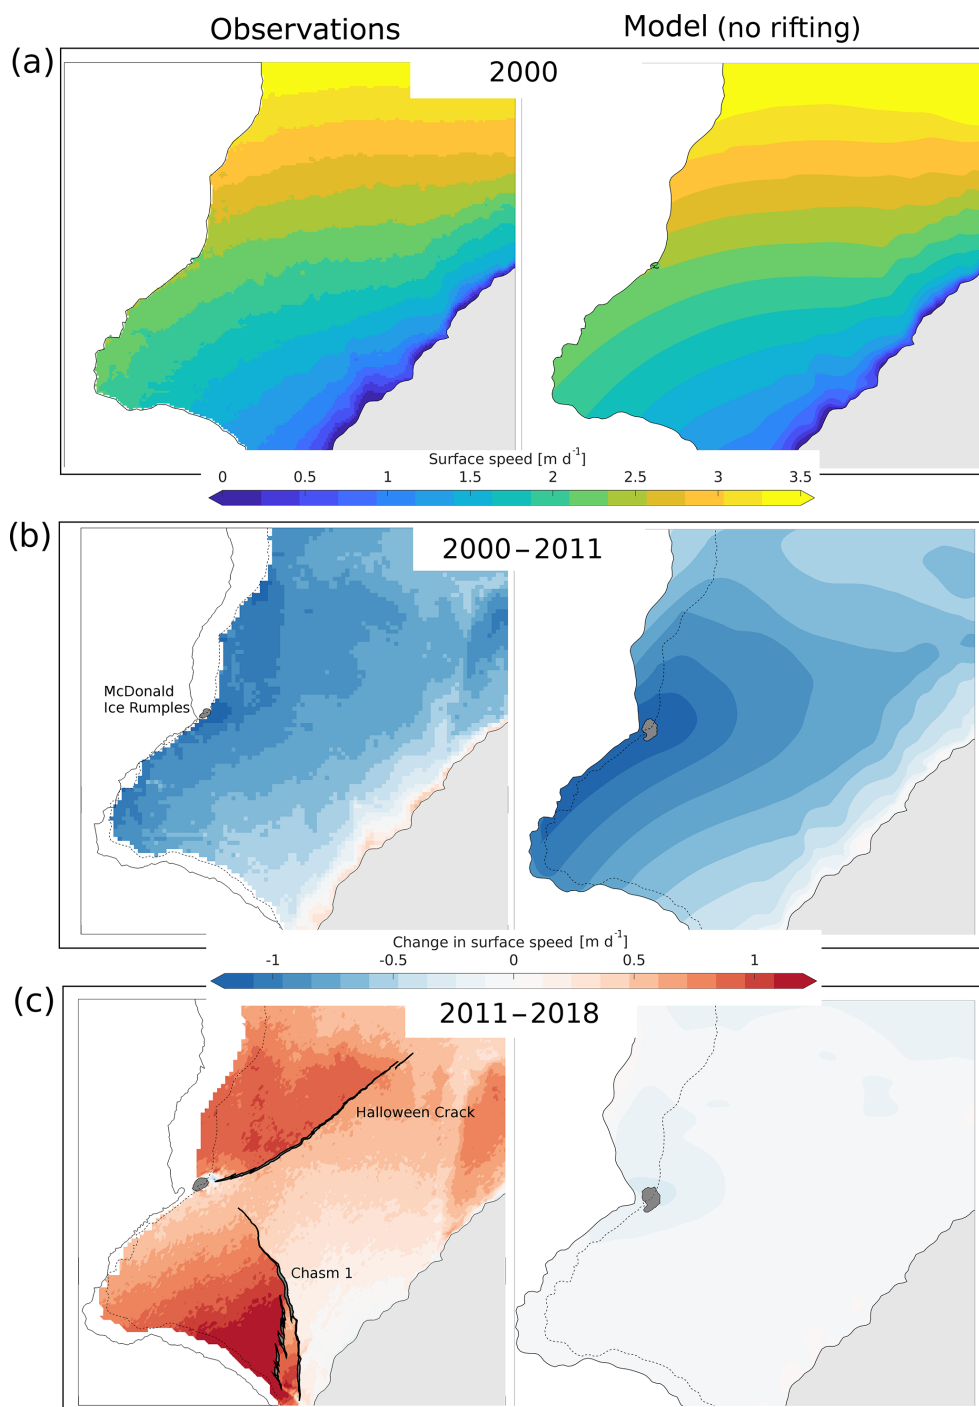 Observations
Model (no rifting)
(a)
2000
Surface speed [m d-1]
0 0.5 1 1.5 2 2.5 3 3.5
(b)
2000–2011
McDonald
Ice Rumples
Change in surface speed [m d-1]
-1 -0.5 0 0.5 1
(c)
2011–2018
Halloween Crack
Chasm 1